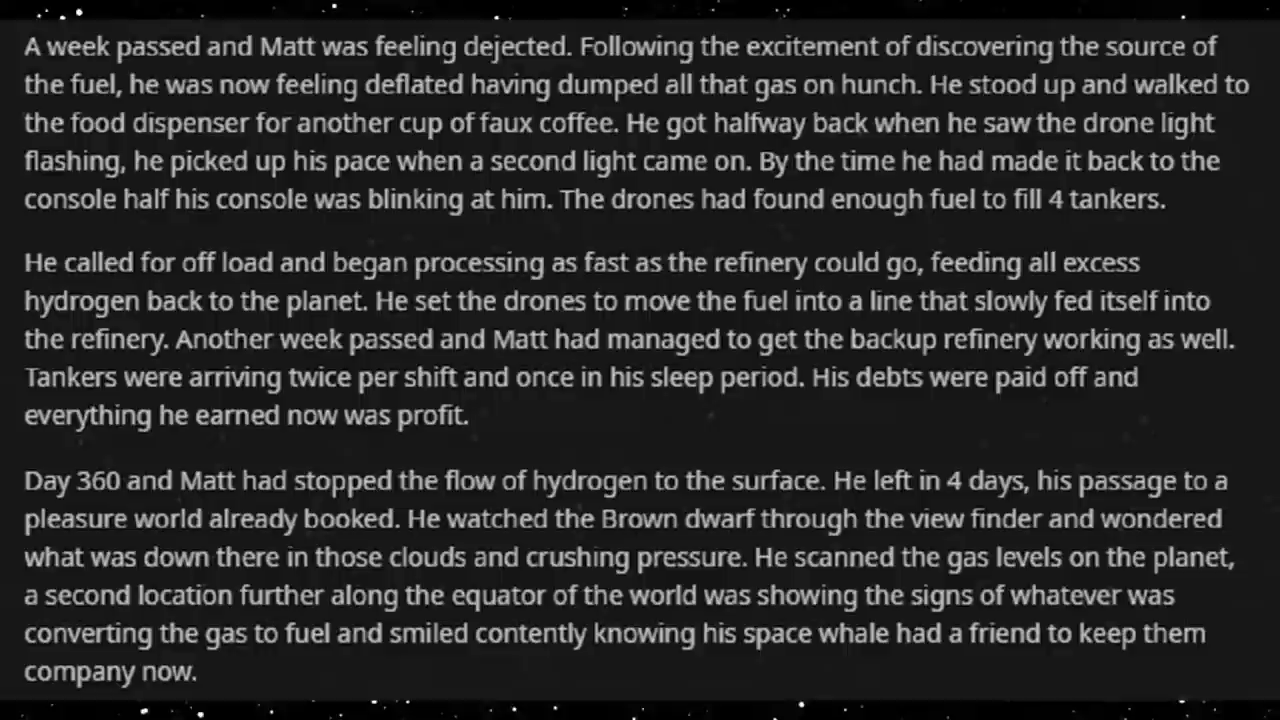 A week passed and Matt was feeling dejected. Following the excitement of discovering the source of
the fuel, he was now feeling deflated having dumped all that gas on hunch. He stood up and walked to
the food dispenser for another cup of faux coffee. He got halfway back when he saw the drone light
flashing, he picked up his pace when a second light came on. By the time he had made it back to the
console half his console was blinking at him. The drones had found enough fuel to fill 4 tankers.
He called for off load and began processing as fast as the refinery could go, feeding all excess
hydrogen back to the planet. He set the drones to move the fuel into a line that slowly fed itself into
the refinery. Another week passed and Matt had managed to get the backup refinery working as well.
Tankers were arriving twice per shift and once in his sleep period. His debts were paid off and
everything he earned now was profit.
Day 360 and Matt had stopped the flow of hydrogen to the surface. He left in 4 days, his passage to a
pleasure world already booked. He watched the Brown dwarf through the view finder and wondered
what was down there in those clouds and crushing pressure. He scanned the gas levels on the planet,
a second location further along the equator of the world was showing the signs of whatever was
converting the gas to fuel and smiled contently knowing his space whale had a friend to keep them
company now.